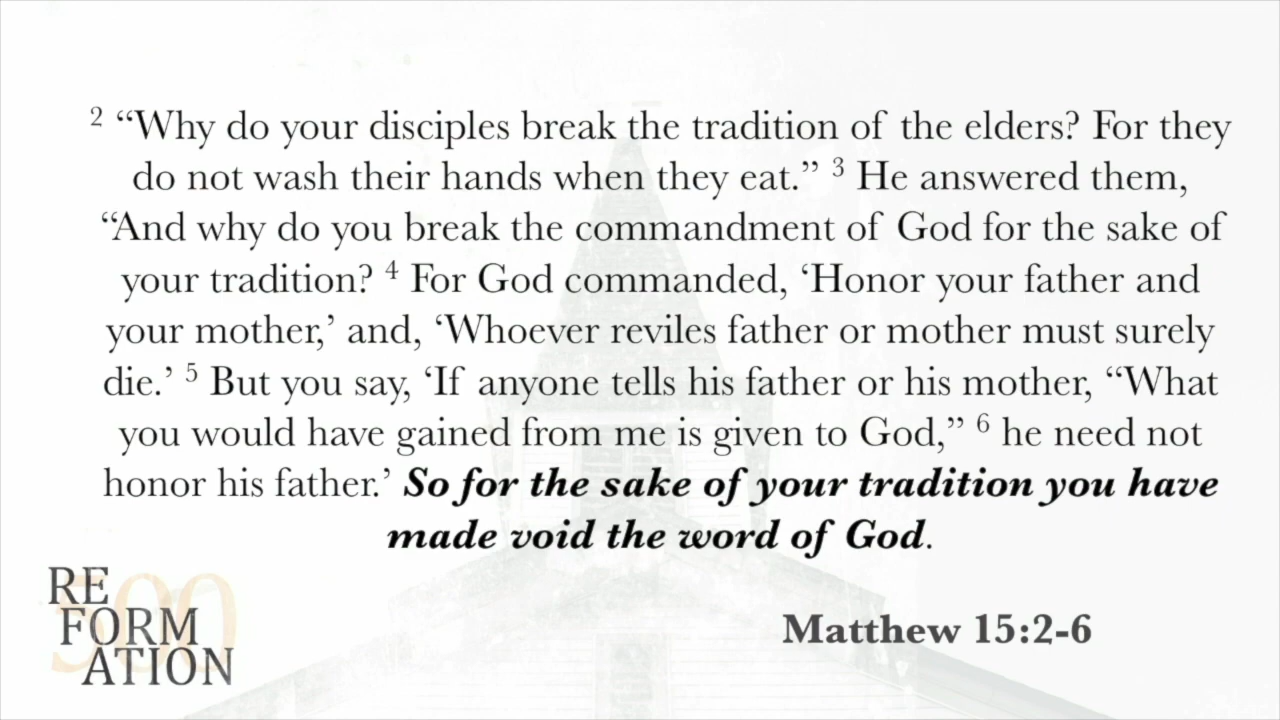 2 “Why do your disciples break the tradition of the elders? For they
do not wash their hands when they eat.” 3 He answered them,
“And why do you break the commandment of God for the sake of
your tradition? 4 For God commanded, ‘Honor your father and
your mother,’ and, ‘Whoever reviles father or mother must surely
die.’ 5 But you say, ‘If anyone tells his father or his mother, “What
you would have gained from me is given to God,” 6 he need not
honor his father.’ So for the sake of your tradition you have
made void the word of God.
500
RE
FORM
ATION
Matthew 15:2-6